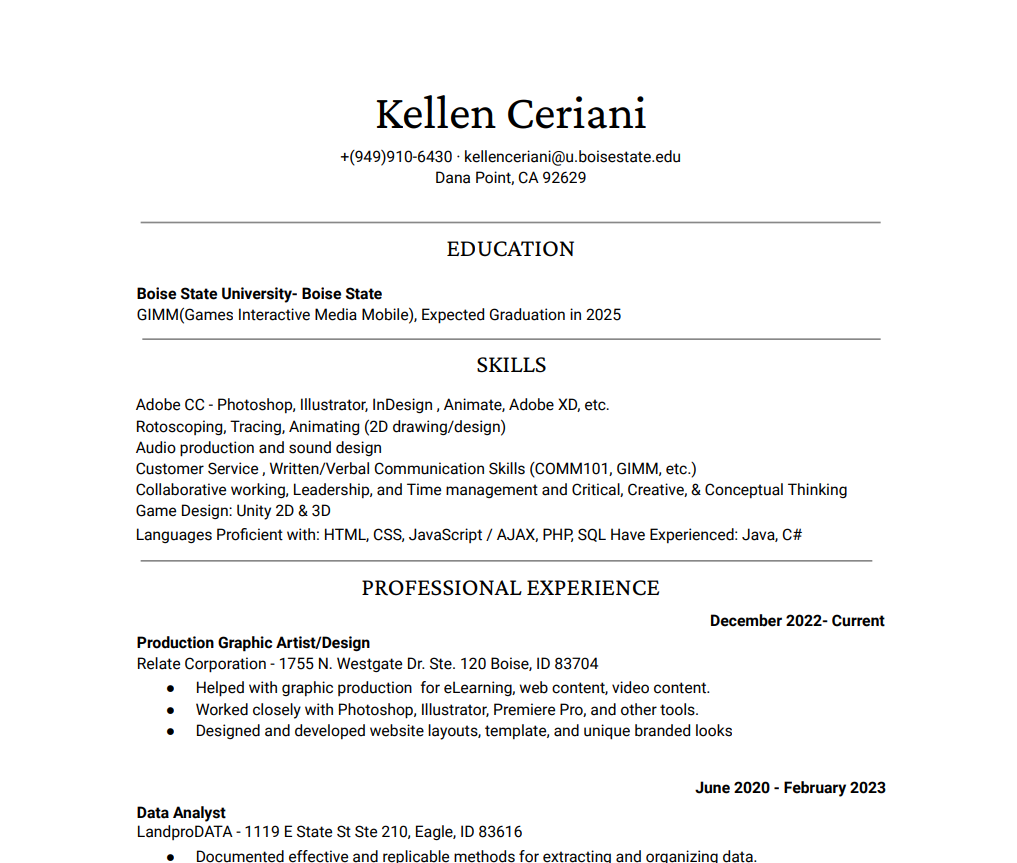 Kellen Ceriani
+(949)910-6430 · kellenceriani@u.boisestate.edu
Dana Point, CA 92629
EDUCATION
Boise State University- Boise State
GIMM(Games Interactive Media Mobile), Expected Graduation in 2025
SKILLS
Adobe CC - Photoshop, Illustrator, InDesign , Animate, Adobe XD, etc.
Rotoscoping, Tracing, Animating (2D drawing/design)
Audio production and sound design
Customer Service , Written/Verbal Communication Skills (COMM101, GIMM, etc.)
Collaborative working, Leadership, and Time management and Critical, Creative, & Conceptual Thinking
Game Design: Unity 2D & 3D
Languages Proficient with: HTML, CSS, JavaScript / AJAX, PHP, SQL Have Experienced: Java, C#
PROFESSIONAL EXPERIENCE
December 2022- Current
Production Graphic Artist/Design
Relate Corporation - 1755 N. Westgate Dr. Ste. 120 Boise, ID 83704
● Helped with graphic production  for eLearning, web content, video content.
● Worked closely with Photoshop, Illustrator, Premiere Pro, and other tools.
● Designed and developed website layouts, template, and unique branded looks
June 2020 - February 2023
Data Analyst
LandproDATA - 1119 E State St Ste 210, Eagle, ID 83616
● Documented effective and replicable methods for extracting and organizing data.